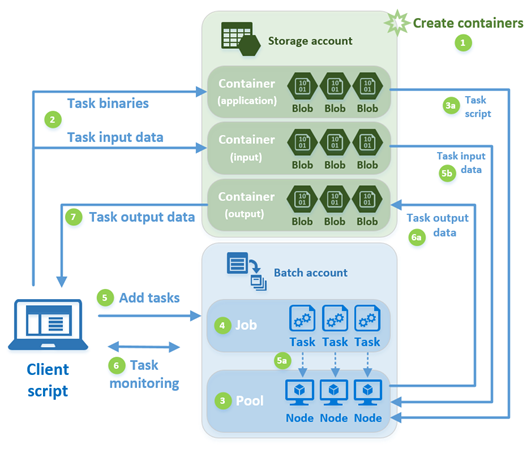 Storage account
Create containers
1
Container
(application)
10
01
10
01
10
01
Blob Blob Blob
Task binaries
2
Task input data
3a Task
script
Container
(input)
10
01
10
01
10
01
Blob Blob Blob
Task input
5b data
Container
(output)
10
01
10
01
10
01
Blob Blob Blob
7 Task output data
Task output
6a data
Batch account
5 Add tasks
4 Job
Task Task Task
6 Task
monitoring
5a
3 Pool
Node Node Node
Client
script